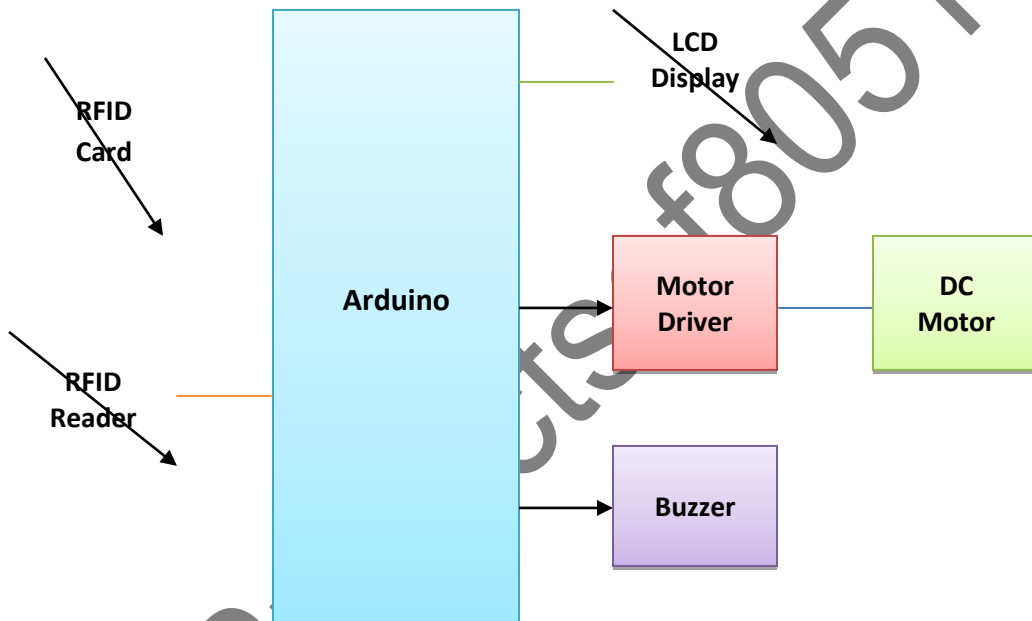 RFID
Card
RFID
Reader
Arduino
LCD
Display
Motor
Driver
DC
Motor
Buzzer